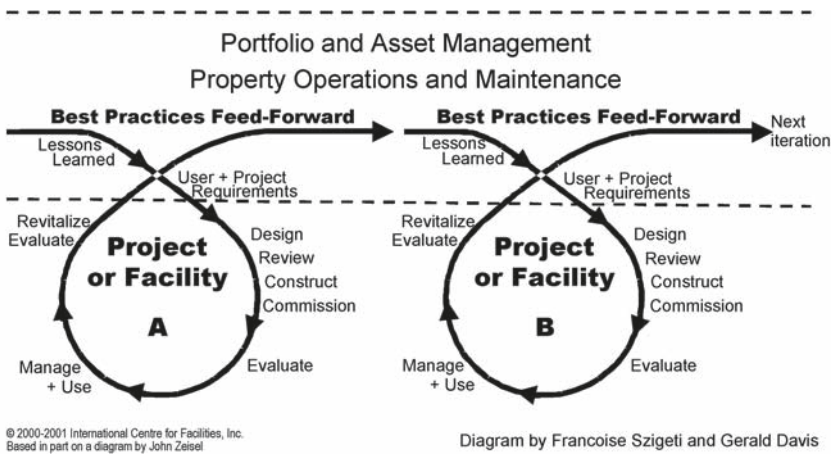 Portfolio and Asset Management
Property Operations and Maintenance
Best Practices Feed-Forward
Lessons
Learned
User + Project
Requirements
Revitalize
Evaluate
Project
or Facility
A
Design
Review
Construct
Commission
Evaluate
Manage
+ Use
Best Practices Feed-Forward
Next
iteration
Lessons
Learned
User + Project
Requirements
Revitalize
Evaluate
Project
or Facility
B
Design
Review
Construct
Commission
Evaluate
Manage
+ Use
© 2000-2001 International Centre for Facilities, Inc.
Based in part on a diagram by John Zeisel
Diagram by Francoise Szigeti and Gerald Davis